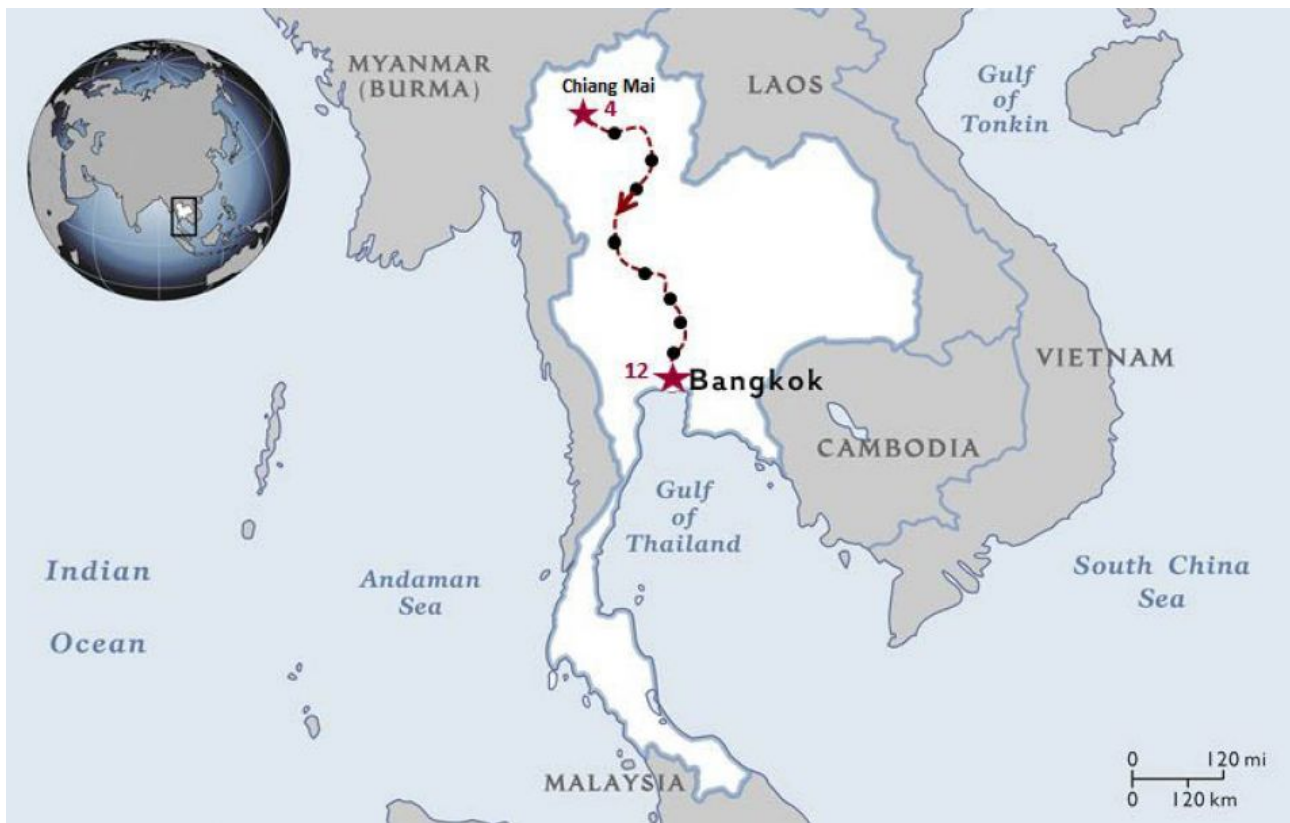 MYANMAR
(BURMA)
Chiang Mai
4
LAOS
Gulf
of
Tonkin
12
Bangkok
VIETNAM
CAMBODIA
Gulf
of
Thailand
Indian
Ocean
Andaman
Sea
South China
Sea
MALAYSIA
0 120 mi
0 120 km